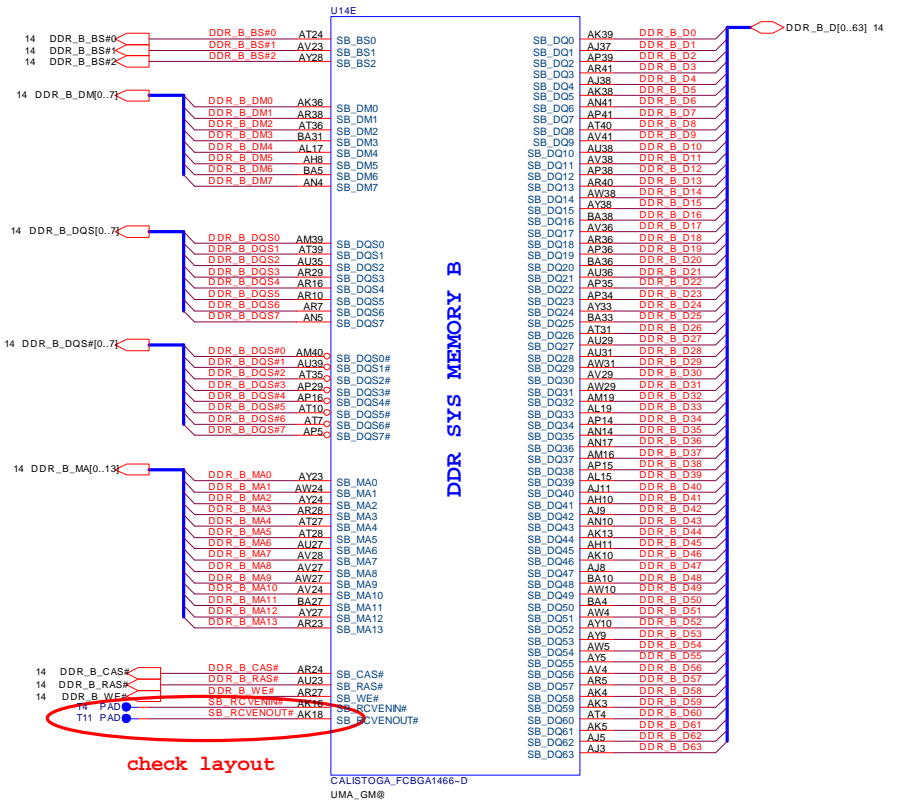 U14E
14 DDR_B_BS#0 DDR_B_BS#0 AT24 SB_BS0
14 DDR_B_BS#1 DDR_B_BS#1 AV23 SB_BS1
14 DDR_B_BS#2 DDR_B_BS#2 AY28 SB_BS2
14 DDR_B_DM[0..7]
DDR_B_DM0 AK36 SB_DM0
DDR_B_DM1 AR38 SB_DM1
DDR_B_DM2 AT36 SB_DM2
DDR_B_DM3 BA31 SB_DM3
DDR_B_DM4 AL17 SB_DM4
DDR_B_DM5 AH8 SB_DM5
DDR_B_DM6 BA5 SB_DM6
DDR_B_DM7 AN4 SB_DM7
14 DDR_B_DQS[0..7]
DDR_B_DQS0 AM39 SB_DQS0
DDR_B_DQS1 AT39 SB_DQS1
DDR_B_DQS2 AU35 SB_DQS2
DDR_B_DQS3 AR29 SB_DQS3
DDR_B_DQS4 AR16 SB_DQS4
DDR_B_DQS5 AR10 SB_DQS5
DDR_B_DQS6 AR7 SB_DQS6
DDR_B_DQS7 AN5 SB_DQS7
14 DDR_B_DQS#[0..7]
DDR_B_DQS#0 AM40 SB_DQS0#
DDR_B_DQS#1 AU39 SB_DQS1#
DDR_B_DQS#2 AT35 SB_DQS2#
DDR_B_DQS#3 AP29 SB_DQS3#
DDR_B_DQS#4 AP16 SB_DQS4#
DDR_B_DQS#5 AT10 SB_DQS5#
DDR_B_DQS#6 AT7 SB_DQS6#
DDR_B_DQS#7 AP5 SB_DQS7#
14 DDR_B_MA[0..13]
DDR_B_MA0 AY23 SB_MA0
DDR_B_MA1 AW24 SB_MA1
DDR_B_MA2 AY24 SB_MA2
DDR_B_MA3 AR28 SB_MA3
DDR_B_MA4 AT27 SB_MA4
DDR_B_MA5 AT28 SB_MA5
DDR_B_MA6 AU27 SB_MA6
DDR_B_MA7 AV28 SB_MA7
DDR_B_MA8 AV27 SB_MA8
DDR_B_MA9 AW27 SB_MA9
DDR_B_MA10 AV24 SB_MA10
DDR_B_MA11 BA27 SB_MA11
DDR_B_MA12 AY27 SB_MA12
DDR_B_MA13 AR23 SB_MA13
14 DDR_B_CAS# DDR_B_CAS# AR24 SB_CAS#
14 DDR_B_RAS# DDR_B_RAS# AU23 SB_RAS#
14 DDR_B_WE# DDR_B_WE# AR27 SB_WE#
T4 PAD SB_RCVENIN# AK16 SB_RCVENIN#
T11 PAD SB_RCVENOUT# AK18 SB_RCVENOUT#
check layout
DDR SYS MEMORY B
DDR_B_D[0..63] 14
SB_DQ0 AK39 DDR_B_D0
SB_DQ1 AJ37 DDR_B_D1
SB_DQ2 AP39 DDR_B_D2
SB_DQ3 AR41 DDR_B_D3
SB_DQ4 AJ38 DDR_B_D4
SB_DQ5 AK38 DDR_B_D5
SB_DQ6 AN41 DDR_B_D6
SB_DQ7 AP41 DDR_B_D7
SB_DQ8 AT40 DDR_B_D8
SB_DQ9 AV41 DDR_B_D9
SB_DQ10 AU38 DDR_B_D10
SB_DQ11 AV38 DDR_B_D11
SB_DQ12 AP38 DDR_B_D12
SB_DQ13 AR40 DDR_B_D13
SB_DQ14 AW38 DDR_B_D14
SB_DQ15 AY38 DDR_B_D15
SB_DQ16 BA38 DDR_B_D16
SB_DQ17 AV36 DDR_B_D17
SB_DQ18 AR36 DDR_B_D18
SB_DQ19 AP36 DDR_B_D19
SB_DQ20 BA36 DDR_B_D20
SB_DQ21 AU36 DDR_B_D21
SB_DQ22 AP35 DDR_B_D22
SB_DQ23 AP34 DDR_B_D23
SB_DQ24 AY33 DDR_B_D24
SB_DQ25 BA33 DDR_B_D25
SB_DQ26 AT31 DDR_B_D26
SB_DQ27 AU29 DDR_B_D27
SB_DQ28 AU31 DDR_B_D28
SB_DQ29 AW31 DDR_B_D29
SB_DQ30 AV29 DDR_B_D30
SB_DQ31 AW29 DDR_B_D31
SB_DQ32 AM19 DDR_B_D32
SB_DQ33 AL19 DDR_B_D33
SB_DQ34 AP14 DDR_B_D34
SB_DQ35 AN14 DDR_B_D35
SB_DQ36 AN17 DDR_B_D36
SB_DQ37 AM16 DDR_B_D37
SB_DQ38 AP15 DDR_B_D38
SB_DQ39 AL15 DDR_B_D39
SB_DQ40 AJ11 DDR_B_D40
SB_DQ41 AH10 DDR_B_D41
SB_DQ42 AJ9 DDR_B_D42
SB_DQ43 AN10 DDR_B_D43
SB_DQ44 AK13 DDR_B_D44
SB_DQ45 AH11 DDR_B_D45
SB_DQ46 AK10 DDR_B_D46
SB_DQ47 AJ8 DDR_B_D47
SB_DQ48 BA10 DDR_B_D48
SB_DQ49 AW10 DDR_B_D49
SB_DQ50 BA4 DDR_B_D50
SB_DQ51 AW4 DDR_B_D51
SB_DQ52 AY10 DDR_B_D52
SB_DQ53 AY9 DDR_B_D53
SB_DQ54 AW5 DDR_B_D54
SB_DQ55 AY5 DDR_B_D55
SB_DQ56 AV4 DDR_B_D56
SB_DQ57 AR5 DDR_B_D57
SB_DQ58 AK4 DDR_B_D58
SB_DQ59 AK3 DDR_B_D59
SB_DQ60 AT4 DDR_B_D60
SB_DQ61 AK5 DDR_B_D61
SB_DQ62 AJ5 DDR_B_D62
SB_DQ63 AJ3 DDR_B_D63
CALISTOGA_FCBGA1466~D
UMA_GM@